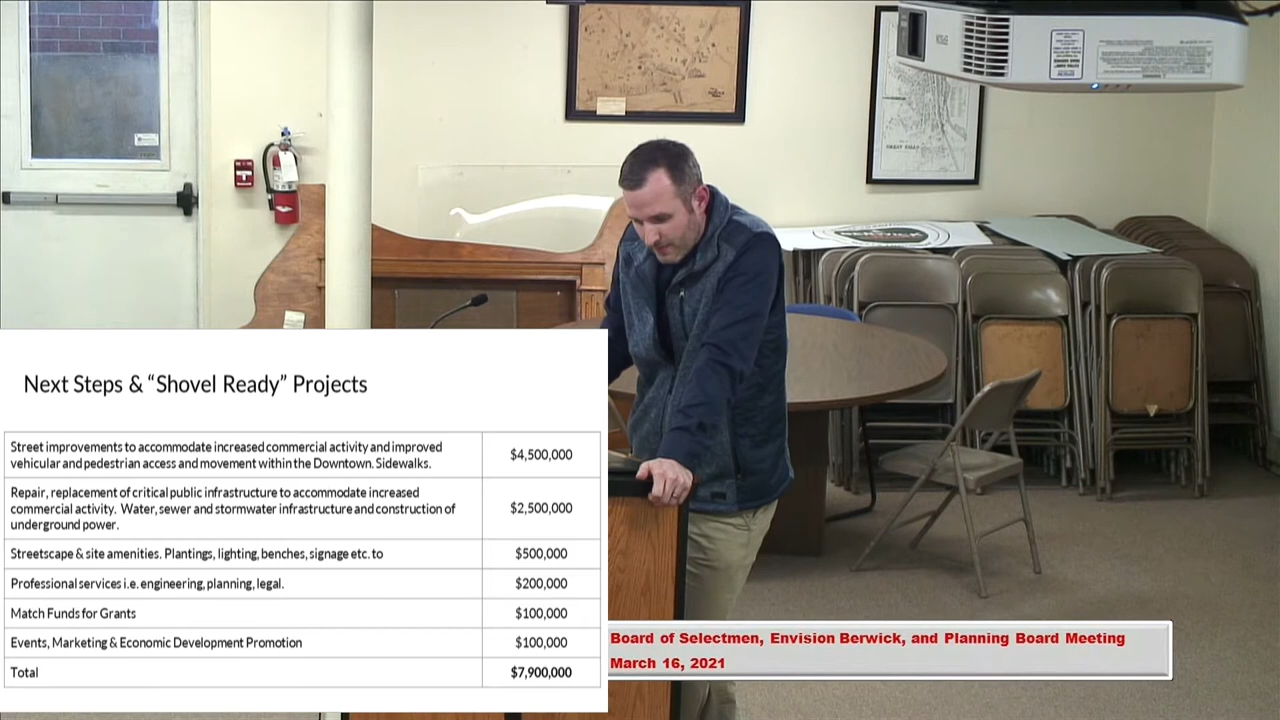 Next Steps & “Shovel Ready” Projects
Street improvements to accommodate increased commercial activity and improved
vehicular and pedestrian access and movement within the Downtown. Sidewalks.
$4,500,000
Repair, replacement of critical public infrastructure to accommodate increased
commercial activity. Water, sewer and stormwater infrastructure and construction of
underground power.
$2,500,000
Streetscape & site amenities. Plantings, lighting, benches, signage etc. to
$500,000
Professional services i.e. engineering, planning, legal.
$200,000
Match Funds for Grants
$100,000
Events, Marketing & Economic Development Promotion
$100,000
Total
$7,900,000
Board of Selectmen, Envision Berwick, and Planning Board Meeting
March 16, 2021